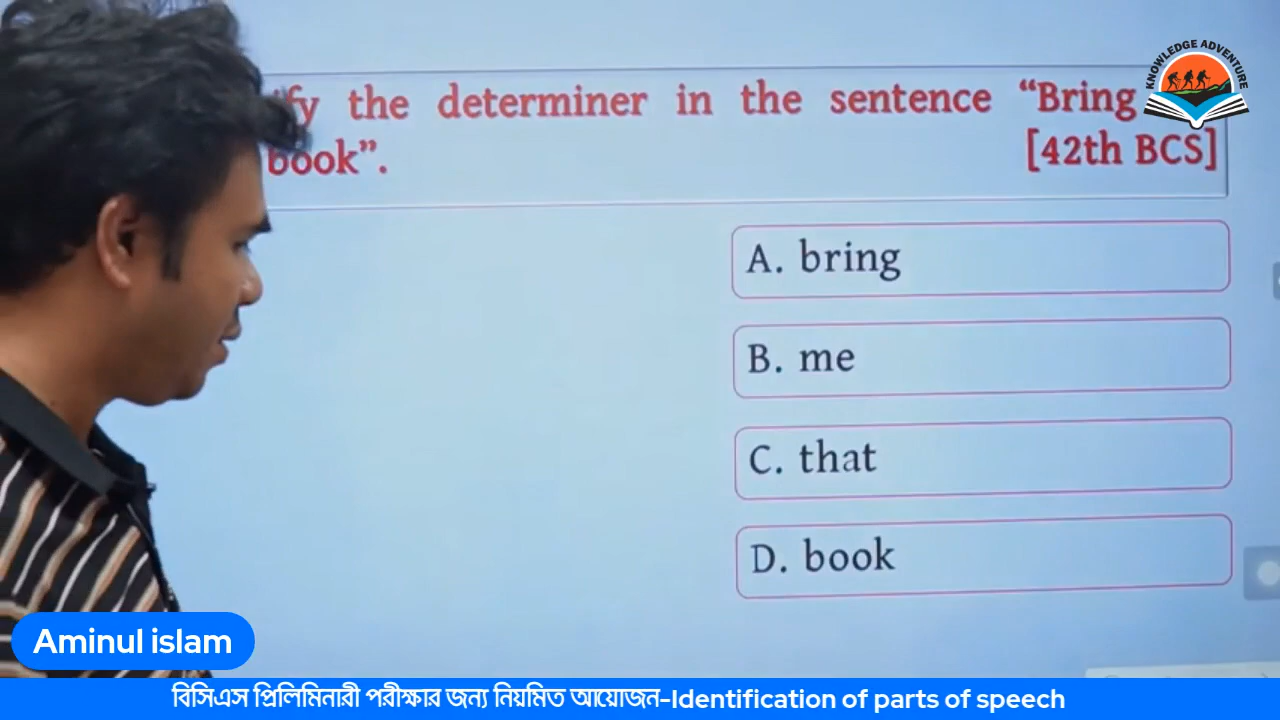 KNOWLEDGE ADVENTURE
the determiner in the sentence “Bring
book”. [42th BCS]
A. bring
B. me
C. that
D. book
Aminul islam
বিসিএস প্রিলিমিনারী পরীক্ষার জন্য নিয়মিত আয়োজন-Identification of parts of speech